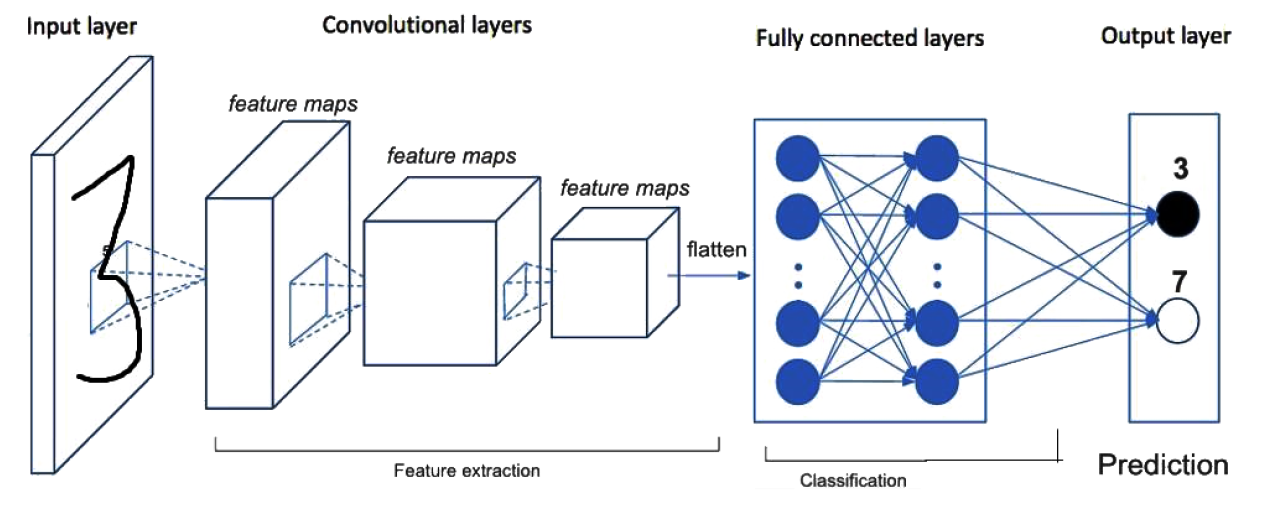 Input layer
Convolutional layers
Fully connected layers
Output layer
feature maps
feature maps
feature maps
3
3
flatten
7
Feature extraction
Classification
Prediction